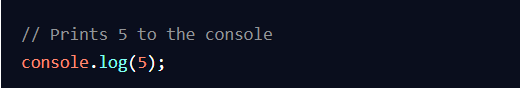 // Prints 5 to the console
console.log(5);